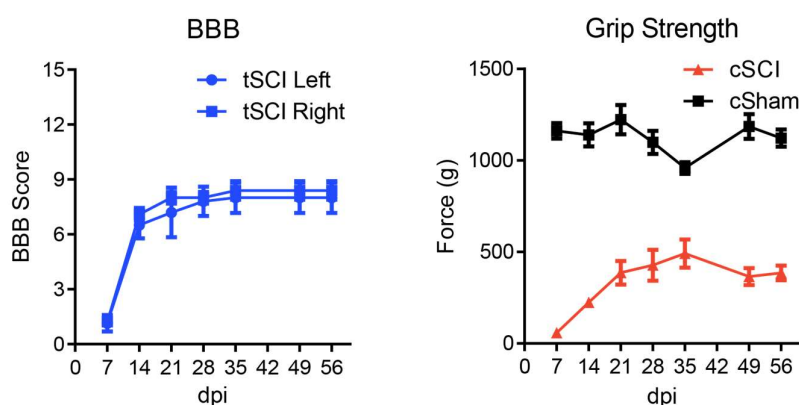 BBB
15
12
9
6
3
0
BBB Score
tSCI Left
tSCI Right
0 7 14 21 28 35 42 49 56
dpi
Grip Strength
1500
1000
500
0
Force (g)
cSCI
cSham
0 7 14 21 28 35 42 49 56
dpi